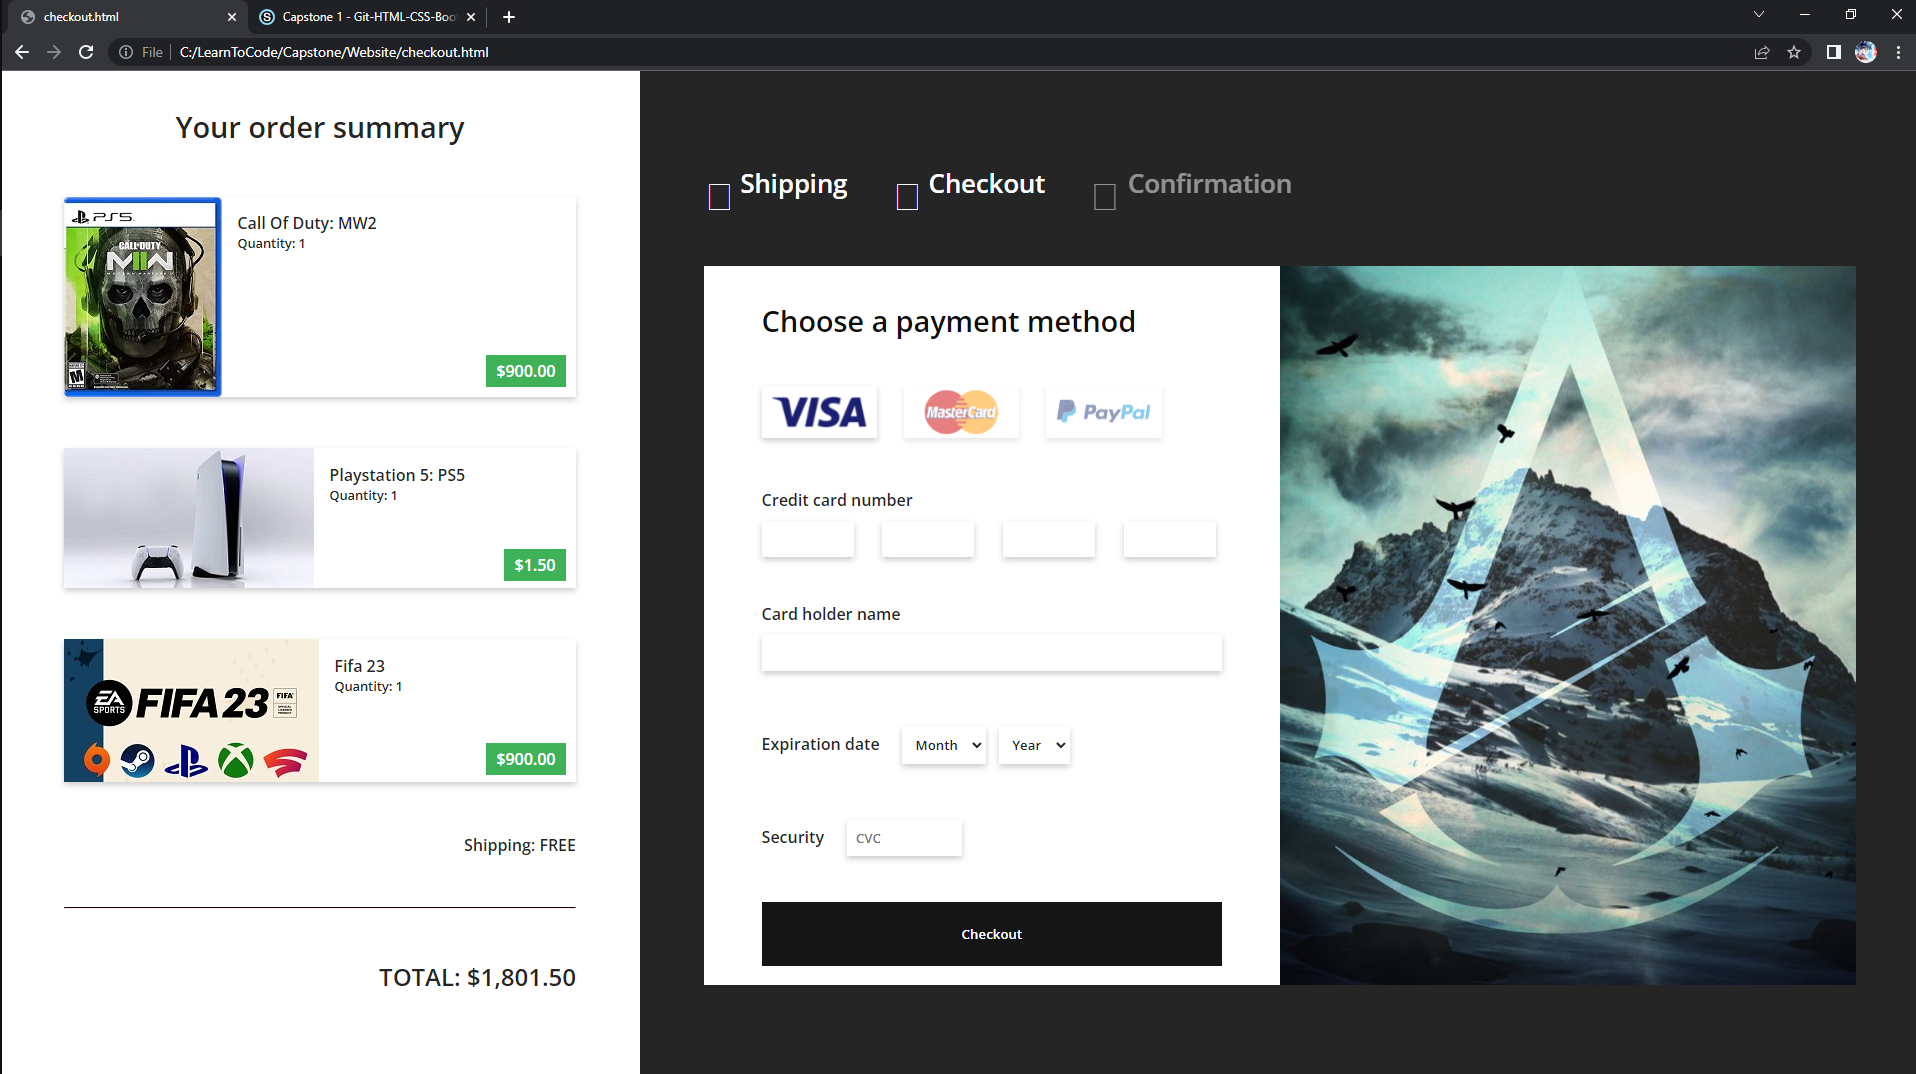 checkout.html
Capstone 1 - Git-HTML-CSS-Boo
File
C:/LearnToCode/Capstone/Website/checkout.html
Your order summary
PS5
CALL OF DUTY
MWII
M
Call Of Duty: MW2
Quantity: 1
$900.00
Playstation 5: PS5
Quantity: 1
$1.50
EA
SPORTS
FIFA 23
FIFA
Fifa 23
Quantity: 1
$900.00
Shipping: FREE
TOTAL: $1,801.50
Shipping
Checkout
Confirmation
Choose a payment method
VISA
MasterCard
PayPal
Credit card number
Card holder name
Expiration date
Month
Year
Security
CVC
Checkout